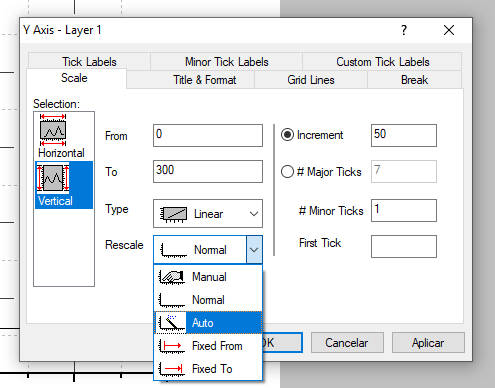 Y Axis - Layer 1
Tick Labels Minor Tick Labels Custom Tick Labels
Scale Title & Format Grid Lines Break
Selection:
Horizontal
Vertical
From 0 Increment 50
To 300 # Major Ticks 7
Type Linear # Minor Ticks 1
Rescale Normal First Tick
Manual
Normal
Auto
Fixed From
Fixed To
OK Cancelar Aplicar